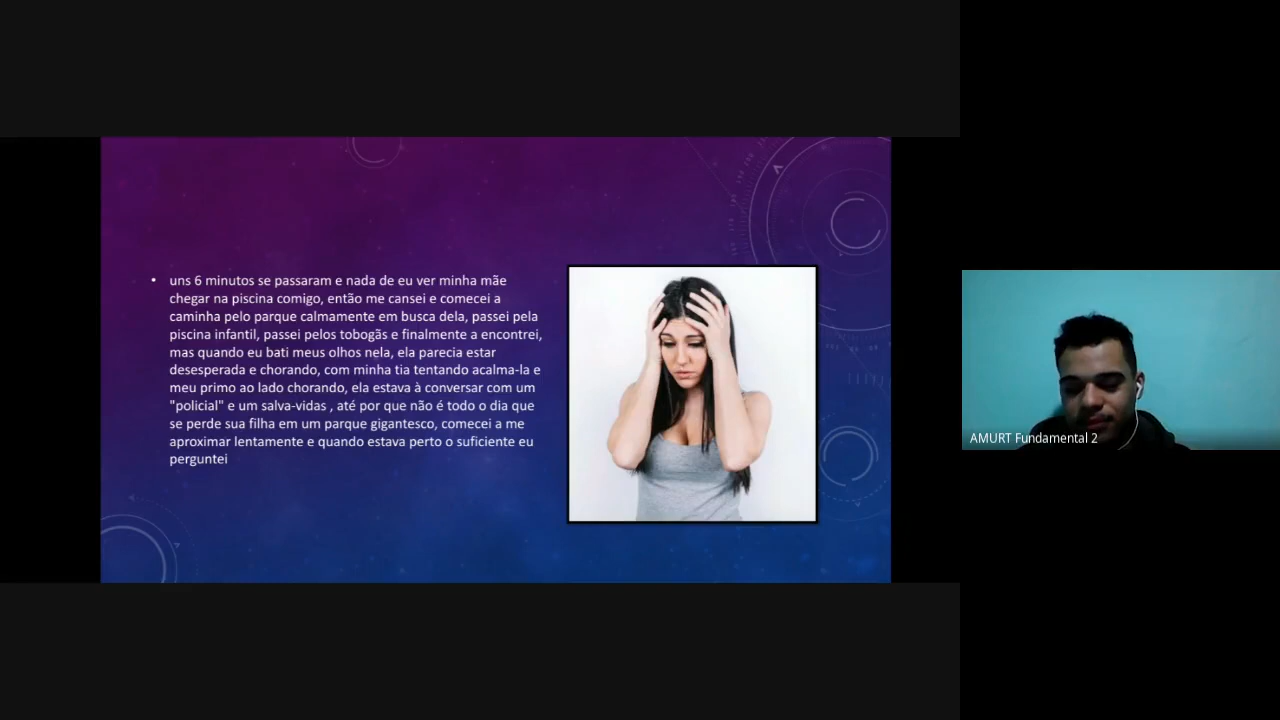 • uns 6 minutos se passaram e nada de eu ver minha mãe
chegar na piscina comigo, então me cansei e comecei a
caminha pelo parque calmamente em busca dela, passei pela
piscina infantil, passei pelos tobogãs e finalmente a encontrei,
mas quando eu bati meus olhos nela, ela parecia estar
desesperada e chorando, com minha tia tentando acalma-la e
meu primo ao lado chorando, ela estava à conversar com um
"policial" e um salva-vidas , até por que não é todo o dia que
se perde sua filha em um parque gigantesco, comecei a me
aproximar lentamente e quando estava perto o suficiente eu
perguntei
AMURT Fundamental 2